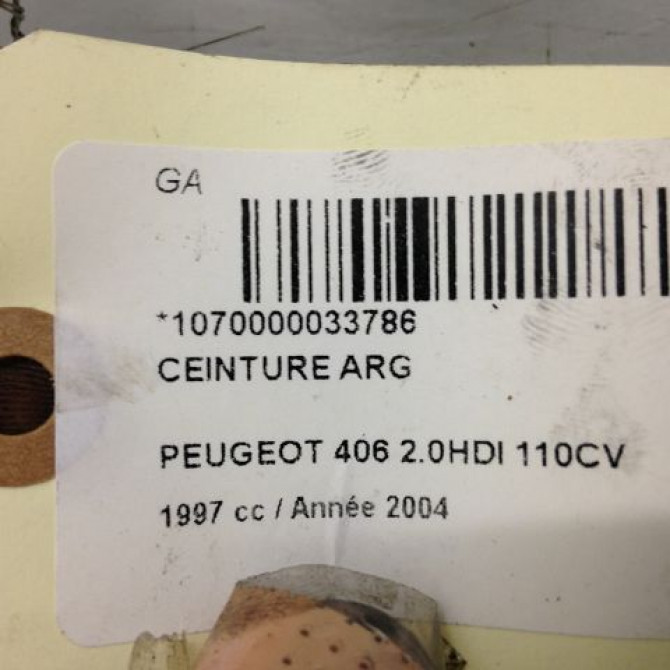 GA
*1070000033786
CEINTURE ARG
PEUGEOT 406 2.0HDI 110CV
1997 cc / Année 2004